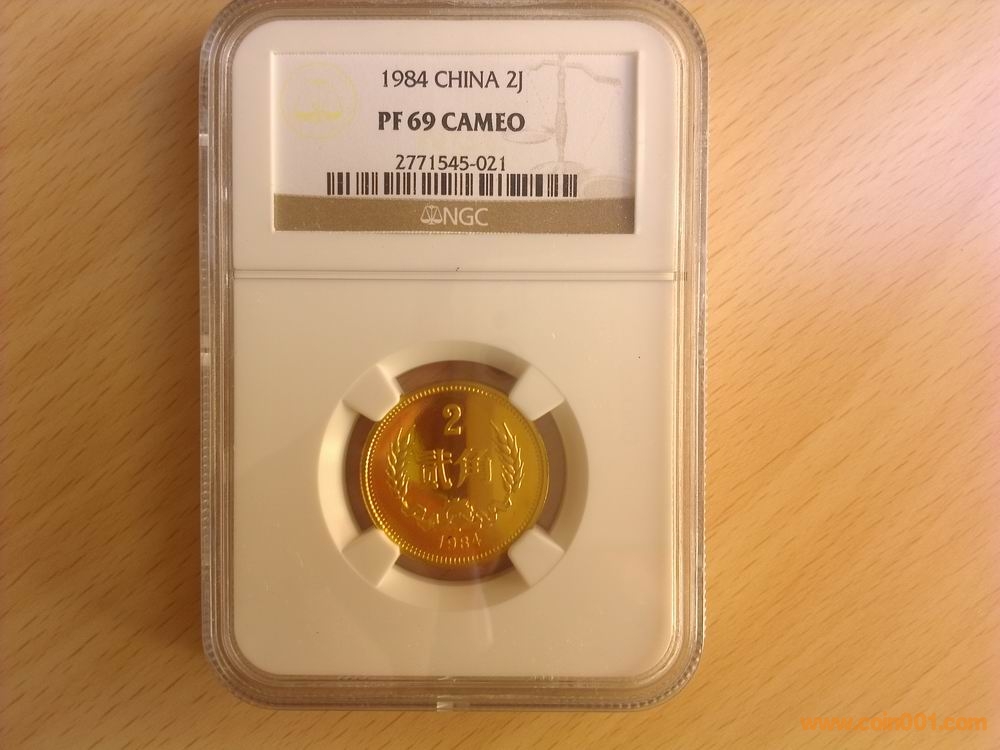 1984 CHINA 2J
PF 69 CAMEO
2771545-021
NGC
2
贰角
1984
www.coin001.com